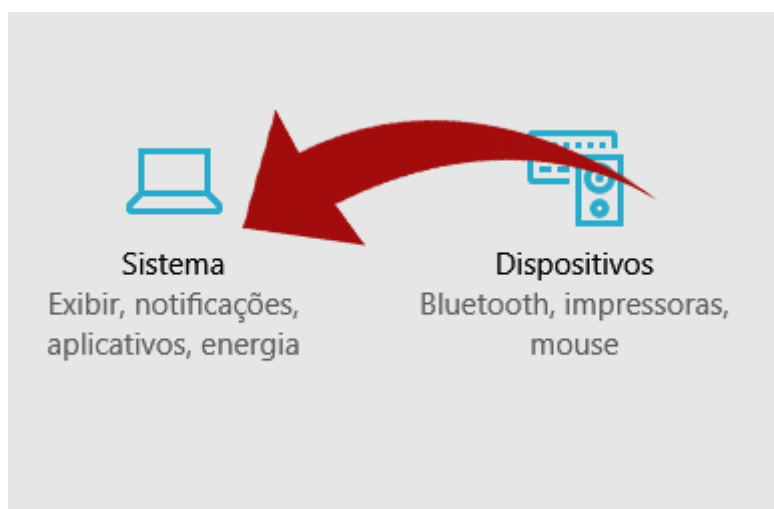 Sistema
Exibir, notificações,
aplicativos, energia
Dispositivos
Bluetooth, impressoras,
mouse